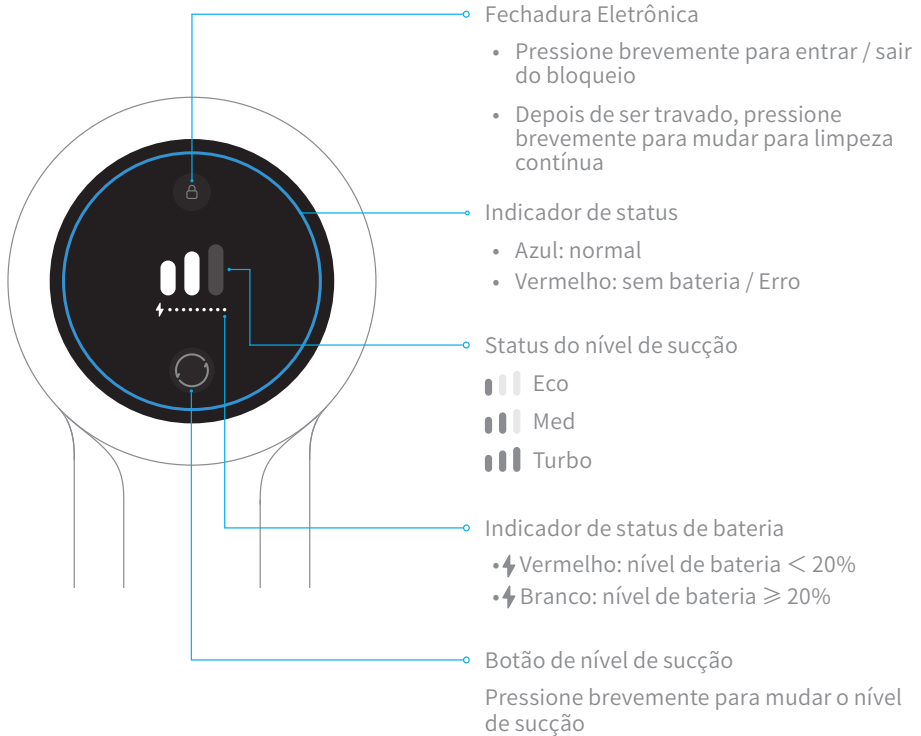 Fechadura Eletrônica
• Pressione brevemente para entrar / sair
do bloqueio
• Depois de ser travado, pressione
brevemente para mudar para limpeza
contínua
Indicador de status
• Azul: normal
• Vermelho: sem bateria / Erro
Status do nível de sucção
Eco
Med
Turbo
Indicador de status de bateria
• Vermelho: nível de bateria < 20%
• Branco: nível de bateria ⩾ 20%
Botão de nível de sucção
Pressione brevemente para mudar o nível
de sucção